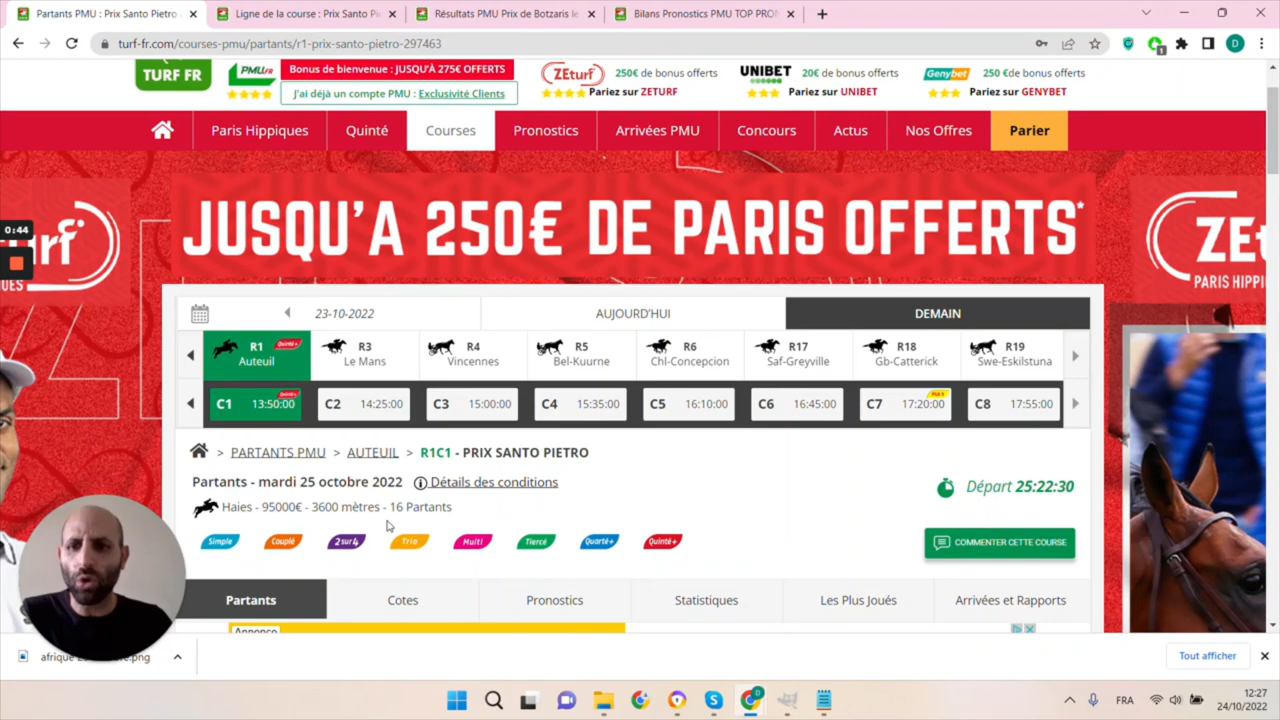 PMU : Prix Santo Pietro
Ligne de la course : Prix Santo Pi
Résultats PMU Prix de Botzaris le
Bilans Pronostics PMU TOP PRON
turf-fr.com/courses-pmu/partants/r1-prix-santo-pietro-297463
TURF FR
PMU.FR
Bonus de bienvenue : JUSQU'À 275€ OFFERTS
J'ai déjà un compte PMU : Exclusivité Clients
ZEturf
250€ de bonus offerts
Pariez sur ZETURF
UNIBET
20€ de bonus offerts
Pariez sur UNIBET
Genybet
250 €de bonus offerts
Pariez sur GENYBET
Paris Hippiques
Quinté
Courses
Pronostics
Arrivées PMU
Concours
Actus
Nos Offres
Parier
JUSQU'A 250€ DE PARIS OFFERTS*
0:44
23-10-2022
AUJOURD'HUI
DEMAIN
R1 Quinté+
Auteuil
R3
Le Mans
R4
Vincennes
R5
Bel-Kuurne
R6
Chl-Concepcion
R17
Saf-Greyville
R18
Gb-Catterick
R19
Swe-Eskilstuna
C1 13:50:00
C2 14:25:00
C3 15:00:00
C4 15:35:00
C5 16:10:00
C6 16:45:00
C7 17:20:00
C8 17:55:00
> PARTANTS PMU > AUTEUIL > R1C1 - PRIX SANTO PIETRO
Partants - mardi 25 octobre 2022 Détails des conditions
Haies - 95000€ - 3600 mètres - 16 Partants
Départ 25:22:30
Simple Couplé 2sur4 Trio Multi Tiercé Quarté+ Quinté+
COMMENTER CETTE COURSE
Partants
Cotes
Pronostics
Statistiques
Les Plus Joués
Arrivées et Rapports
Annonce
Tout afficher
FRA
12:27
24/10/2022